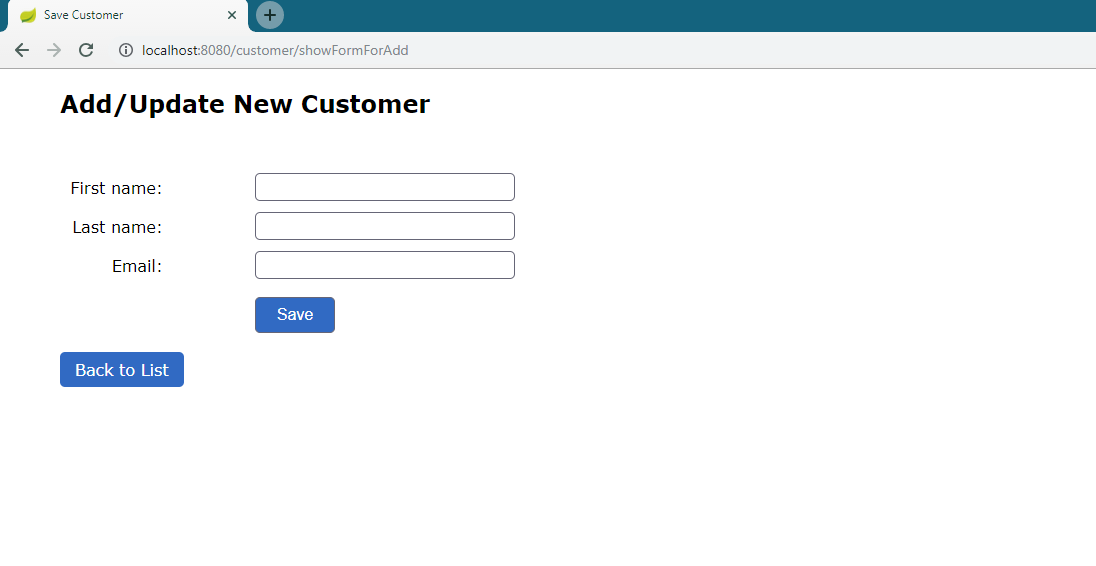 Save Customer
localhost:8080/customer/showFormForAdd
Add/Update New Customer
First name:
Last name:
Email:
Save
Back to List